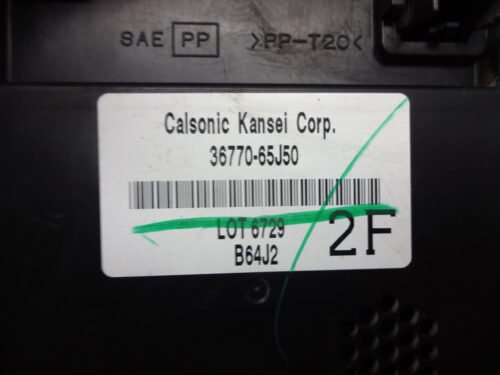 SAE PP >PP-T20<
Calsonic Kansei Corp.
36770-65J50
LOT 6729
B64J2
2F